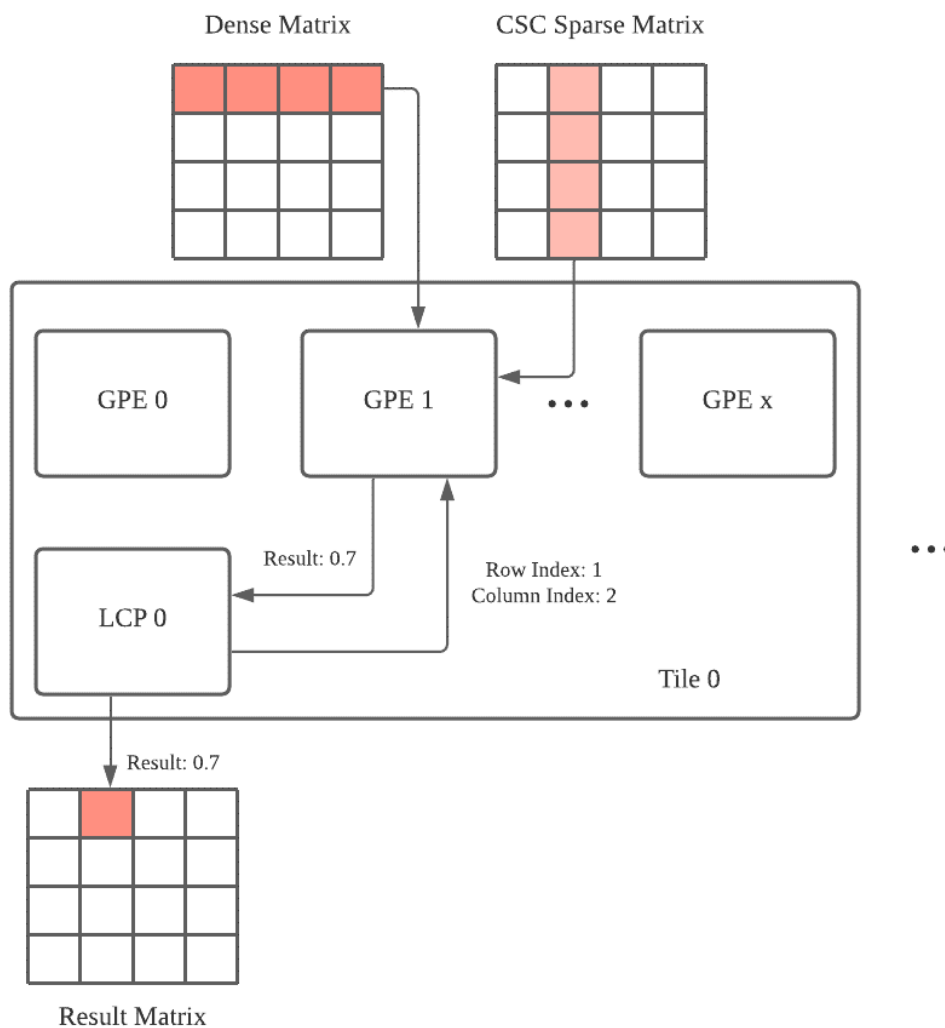 Dense Matrix
CSC Sparse Matrix
GPE 0
GPE 1
...
GPE x
Result: 0.7
Row Index: 1
Column Index: 2
...
LCP 0
Tile 0
Result: 0.7
Result Matrix